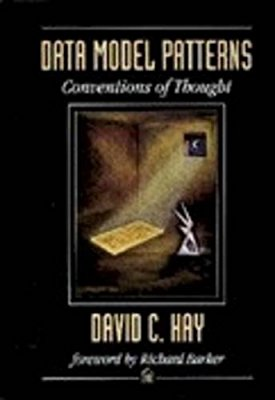 DATA MODEL PATTERNS
Conventions of Thought
DAVID C. HAY
foreword by Richard Barker